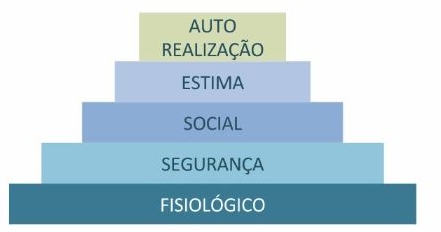 AUTO
REALIZAÇÃO
ESTIMA
SOCIAL
SEGURANÇA
FISIOLÓGICO